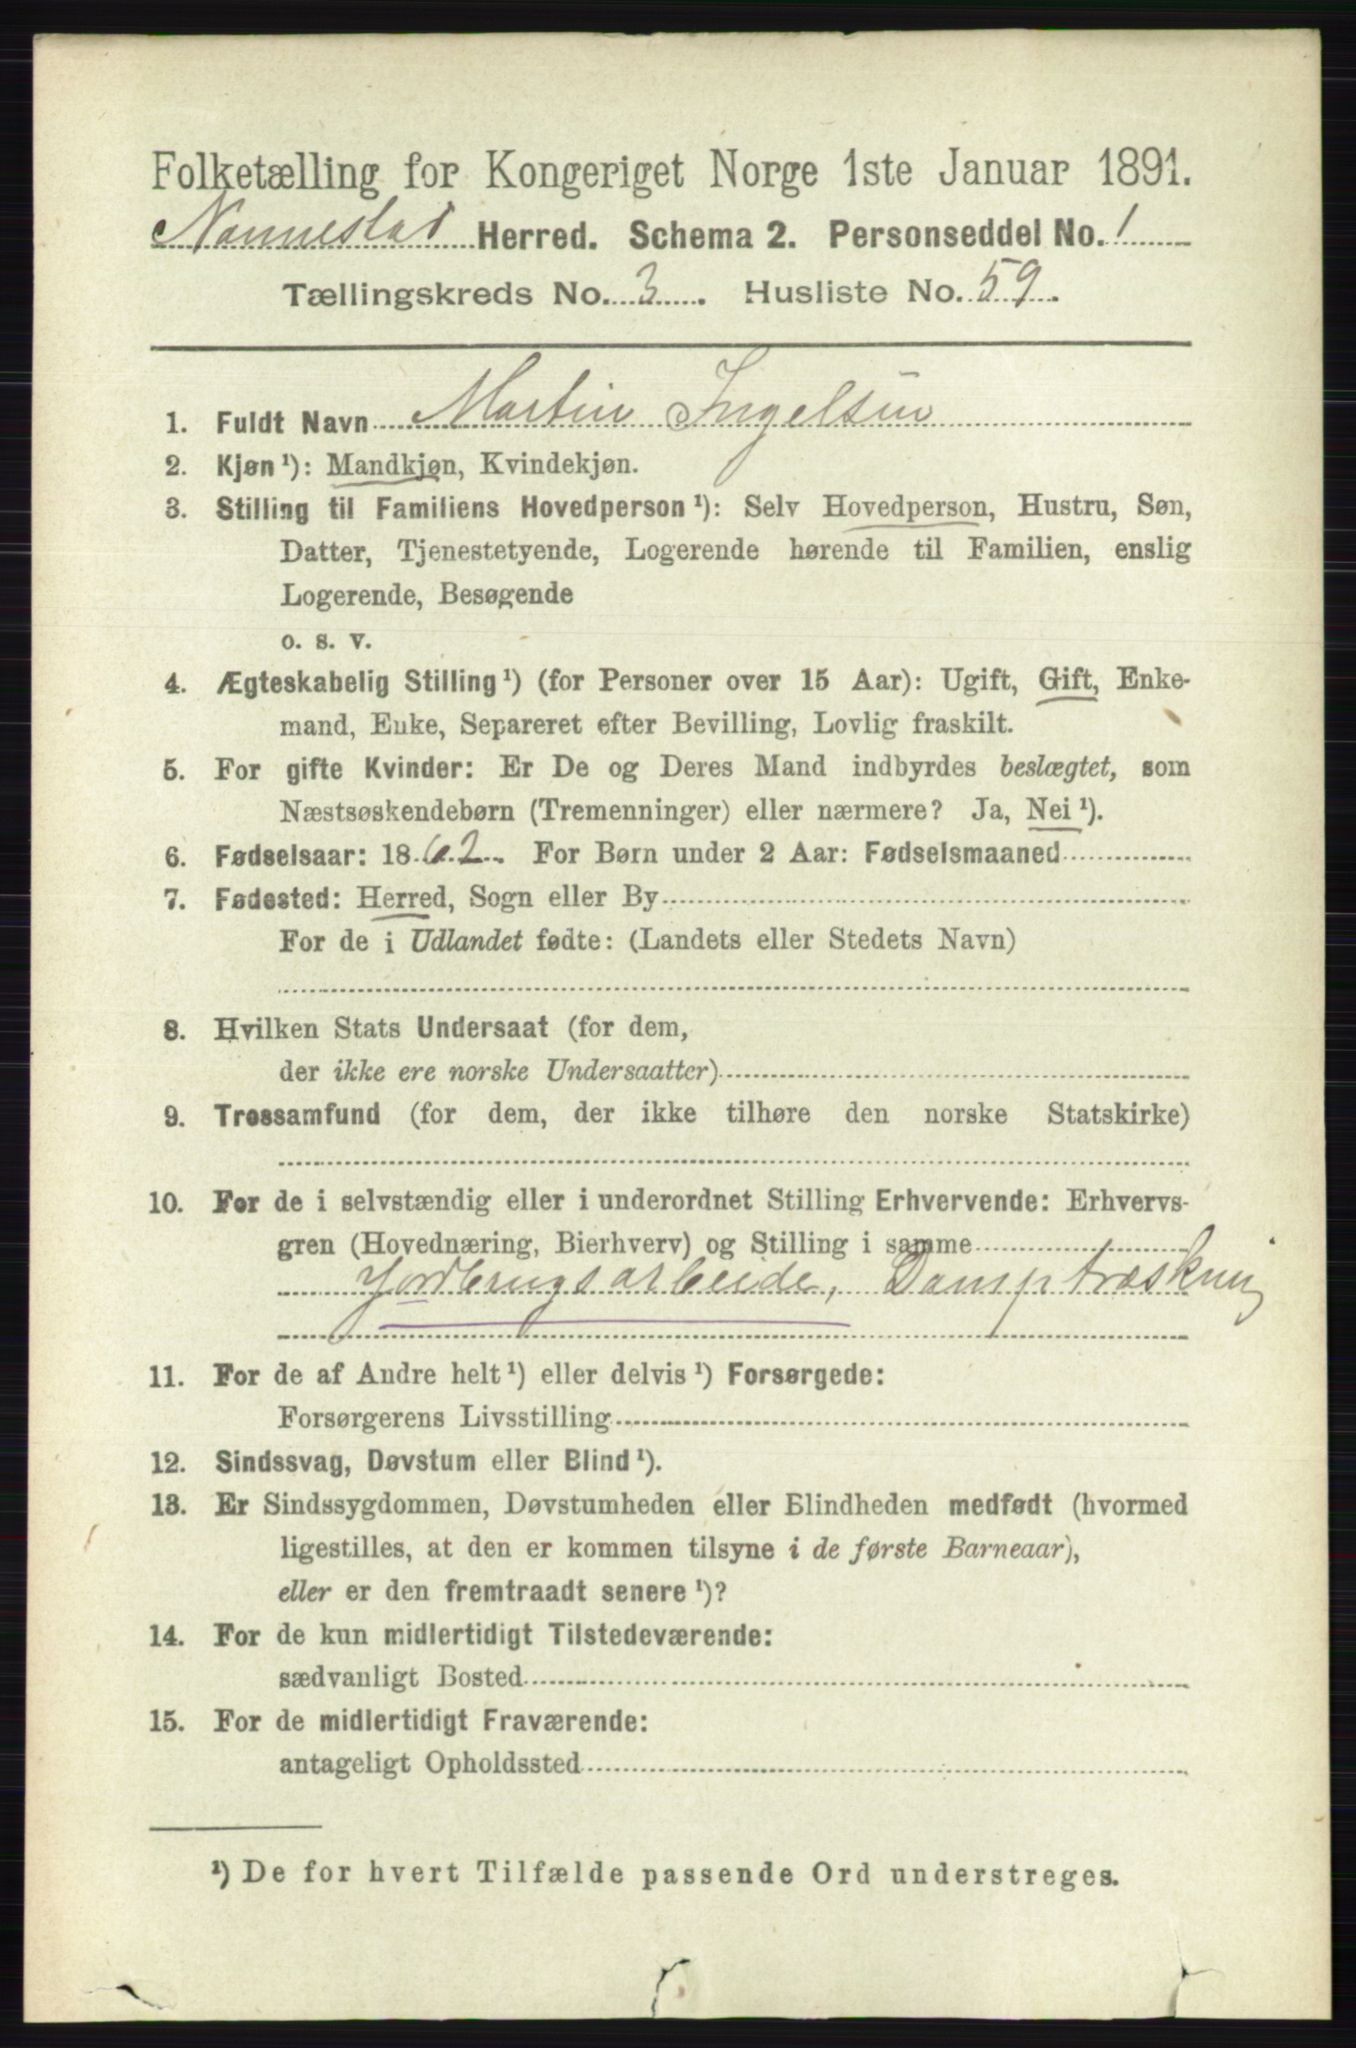 Folketælling for Kongeriget Norge 1ste Januar 1891.
Nannestad Herred. Schema 2. Personseddel No. 1
Tællingskreds No. 3. Husliste No. 59.
1. Fuldt Navn Martin Ingelsun
2. Kjøn ¹): Mandkjøn, Kvindekjøn.
3. Stilling til Familiens Hovedperson ¹): Selv Hovedperson, Hustru, Søn,
Datter, Tjenestetyende, Logerende hørende til Familien, enslig
Logerende, Besøgende
o. s. v.
4. Ægteskabelig Stilling ¹) (for Personer over 15 Aar): Ugift, Gift, Enke-
mand, Enke, Separeret efter Bevilling, Lovlig fraskilt.
5. For gifte Kvinder: Er De og Deres Mand indbyrdes beslægtet, som
Næstsøskendebørn (Tremenninger) eller nærmere? Ja, Nei ¹).
6. Fødselsaar: 1862. For Børn under 2 Aar: Fødselsmaaned
7. Fødested: Herred, Sogn eller By
For de i Udlandet fødte: (Landets eller Stedets Navn)
8. Hvilken Stats Undersaat (for dem,
der ikke ere norske Undersaatter)
9. Trossamfund (for dem, der ikke tilhøre den norske Statskirke)
10. For de i selvstændig eller i underordnet Stilling Erhvervende: Erhvervs-
gren (Hovednæring, Bierhverv) og Stilling i samme
Jordbrugsarbeide, Damptræskning
11. For de af Andre helt ¹) eller delvis ¹) Forsørgede:
Forsørgerens Livsstilling
12. Sindssvag, Døvstum eller Blind ¹).
13. Er Sindssygdommen, Døvstumheden eller Blindheden medfødt (hvormed
ligestilles, at den er kommen tilsyne i de første Barneaar),
eller er den fremtraadt senere ¹)?
14. For de kun midlertidigt Tilstedeværende:
sædvanligt Bosted
15. For de midlertidigt Fraværende:
antageligt Opholdssted
¹) De for hvert Tilfælde passende Ord understreges.